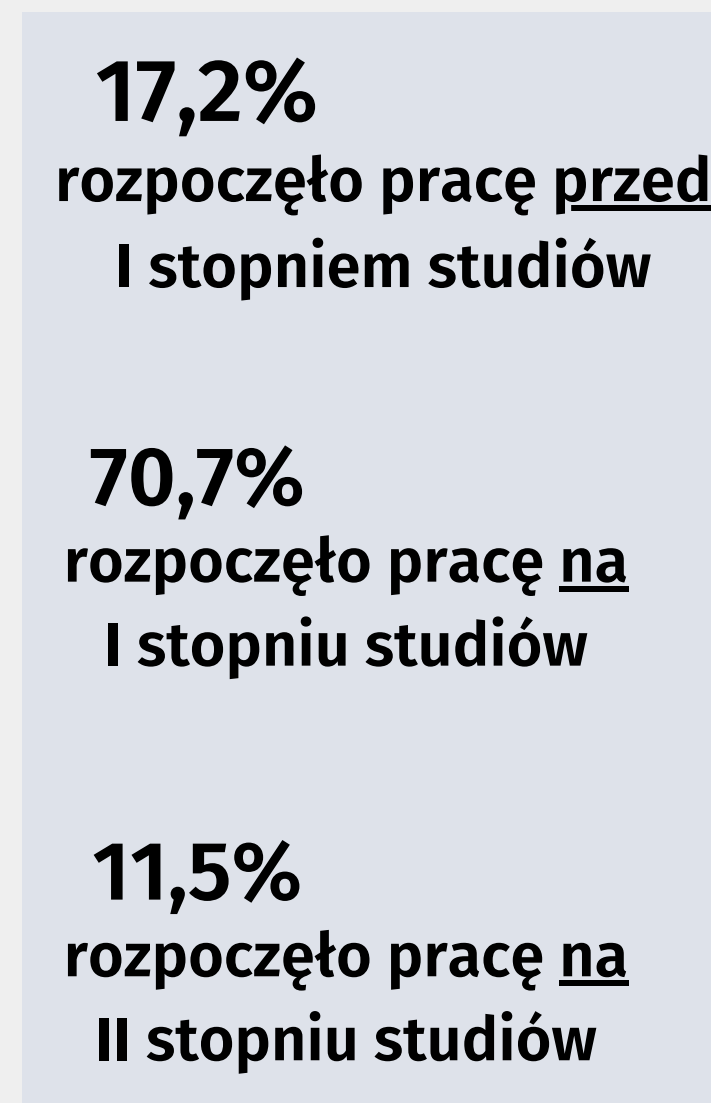 17,2%
rozpoczęło pracę przed
I stopniem studiów
70,7%
rozpoczęło pracę na
I stopniu studiów
11,5%
rozpoczęło pracę na
II stopniu studiów